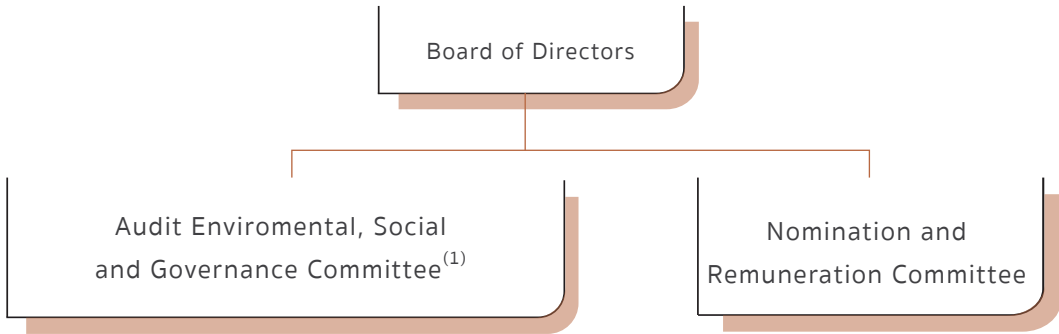 Board of Directors
Audit Enviromental, Social
and Governance Committee(1)
Nomination and
Remuneration Committee